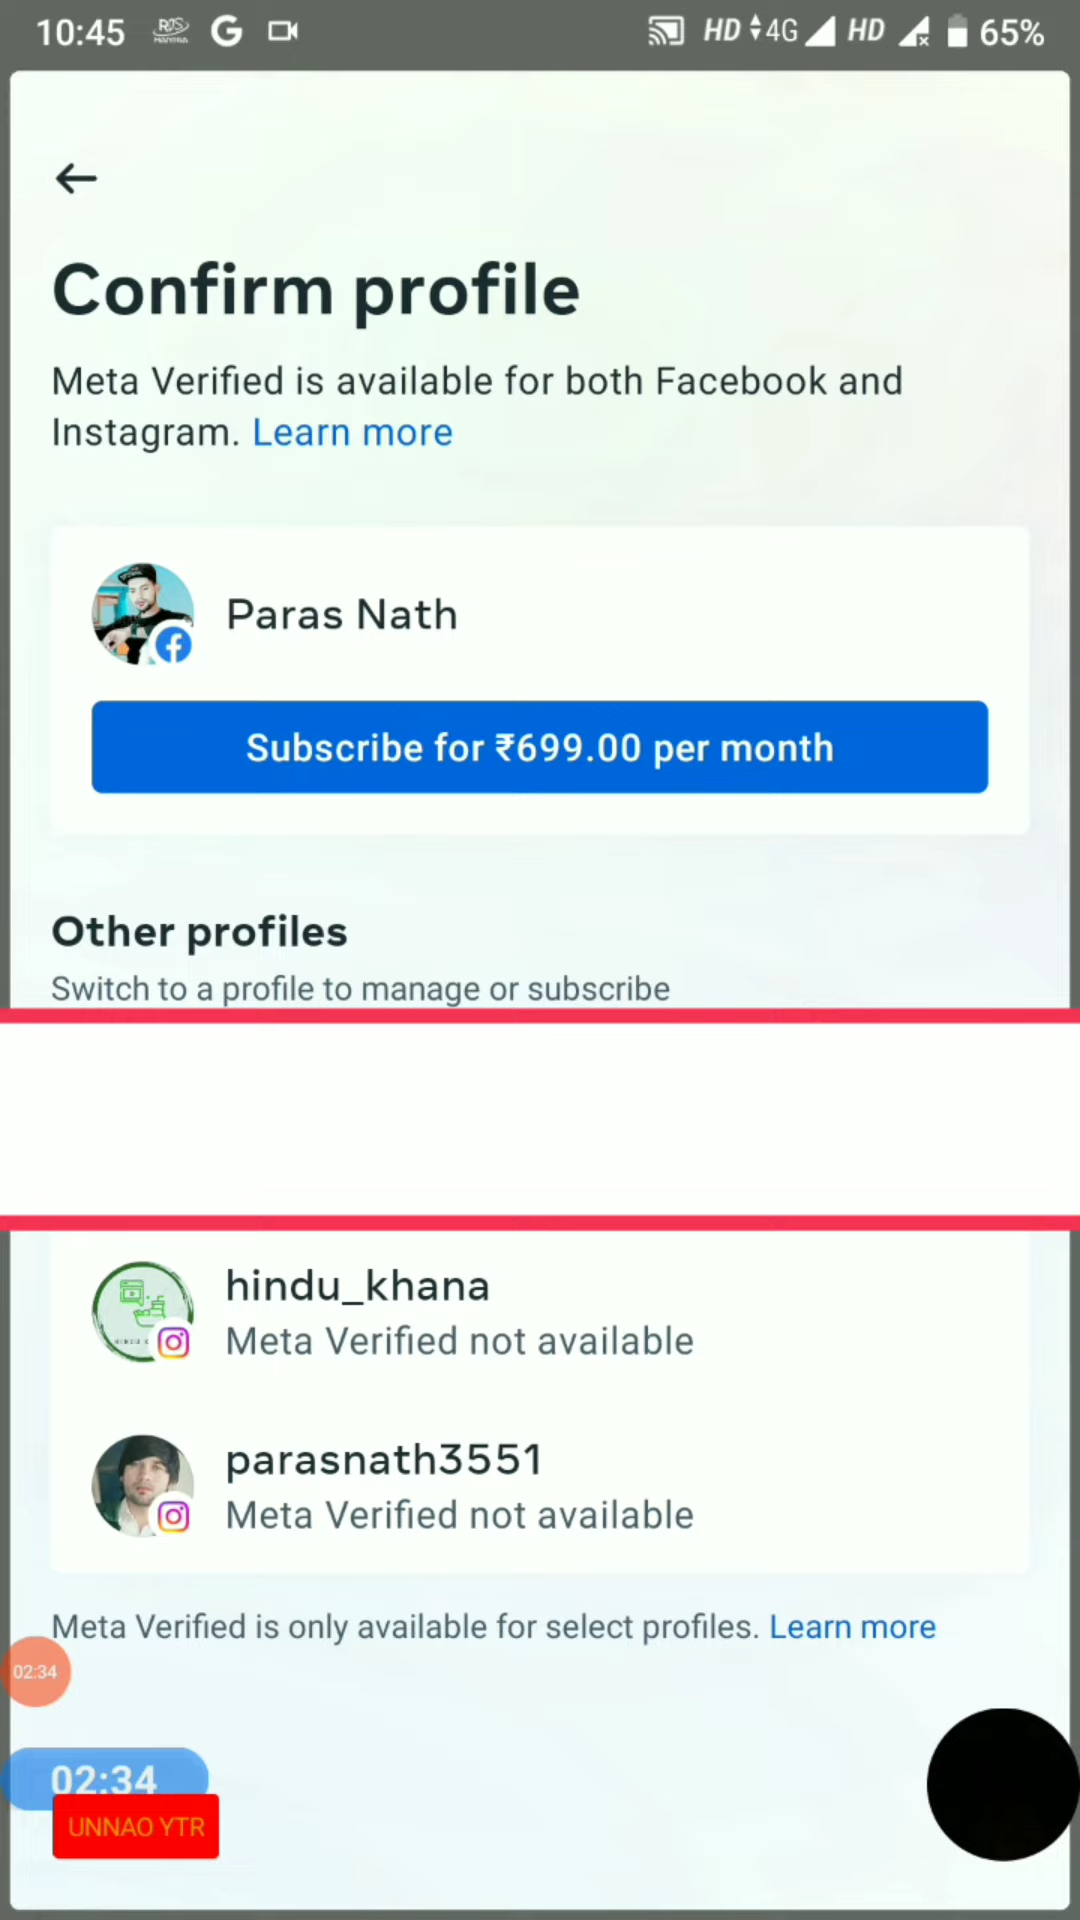 10:45 HD 4G HD 65%
Confirm profile
Meta Verified is available for both Facebook and
Instagram. Learn more
Paras Nath
Subscribe for ₹699.00 per month
Other profiles
Switch to a profile to manage or subscribe
hindu_khana
Meta Verified not available
parasnath3551
Meta Verified not available
Meta Verified is only available for select profiles. Learn more
02:34
02:34
UNNAO YTR